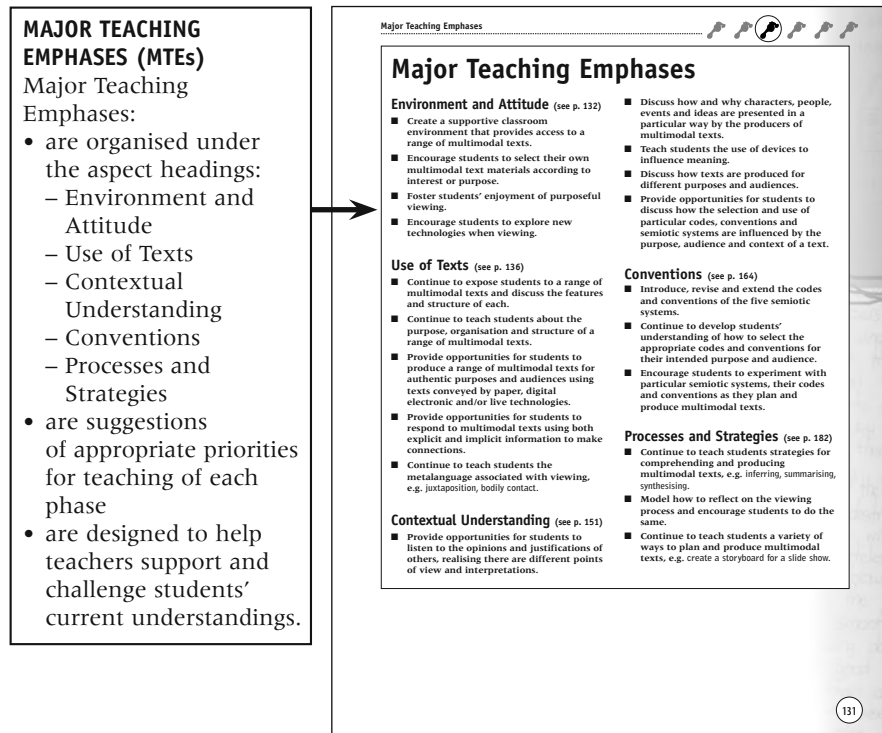 MAJOR TEACHING
EMPHASES (MTEs)
Major Teaching
Emphases:
• are organised under
the aspect headings:
– Environment and
Attitude
– Use of Texts
– Contextual
Understanding
– Conventions
– Processes and
Strategies
• are suggestions
of appropriate priorities
for teaching of each
phase
• are designed to help
teachers support and
challenge students'
current understandings.
Major Teaching Emphases
Major Teaching Emphases
Environment and Attitude (see p. 132)
■ Create a supportive classroom
environment that provides access to a
range of multimodal texts.
■ Encourage students to select their own
multimodal text materials according to
interest or purpose.
■ Foster students' enjoyment of purposeful
viewing.
■ Encourage students to explore new
technologies when viewing.
Use of Texts (see p. 136)
■ Continue to expose students to a range of
multimodal texts and discuss the features
and structure of each.
■ Continue to teach students about the
purpose, organisation and structure of a
range of multimodal texts.
■ Provide opportunities for students to
produce a range of multimodal texts for
authentic purposes and audiences using
texts conveyed by paper, digital
electronic and/or live technologies.
■ Provide opportunities for students to
respond to multimodal texts using both
explicit and implicit information to make
connections.
■ Continue to teach students the
metalanguage associated with viewing,
e.g. juxtaposition, bodily contact.
Contextual Understanding (see p. 151)
■ Provide opportunities for students to
listen to the opinions and justifications of
others, realising there are different points
of view and interpretations.
■ Discuss how and why characters, people,
events and ideas are presented in a
particular way by the producers of
multimodal texts.
■ Teach students the use of devices to
influence meaning.
■ Discuss how texts are produced for
different purposes and audiences.
■ Provide opportunities for students to
discuss how the selection and use of
particular codes, conventions and
semiotic systems are influenced by the
purpose, audience and context of a text.
Conventions (see p. 164)
■ Introduce, revise and extend the codes
and conventions of the five semiotic
systems.
■ Continue to develop students'
understanding of how to select the
appropriate codes and conventions for
their intended purpose and audience.
■ Encourage students to experiment with
particular semiotic systems, their codes
and conventions as they plan and
produce multimodal texts.
Processes and Strategies (see p. 182)
■ Continue to teach students strategies for
comprehending and producing
multimodal texts, e.g. inferring, summarising,
synthesising.
■ Model how to reflect on the viewing
process and encourage students to do the
same.
■ Continue to teach students a variety of
ways to plan and produce multimodal
texts, e.g. create a storyboard for a slide show.
131